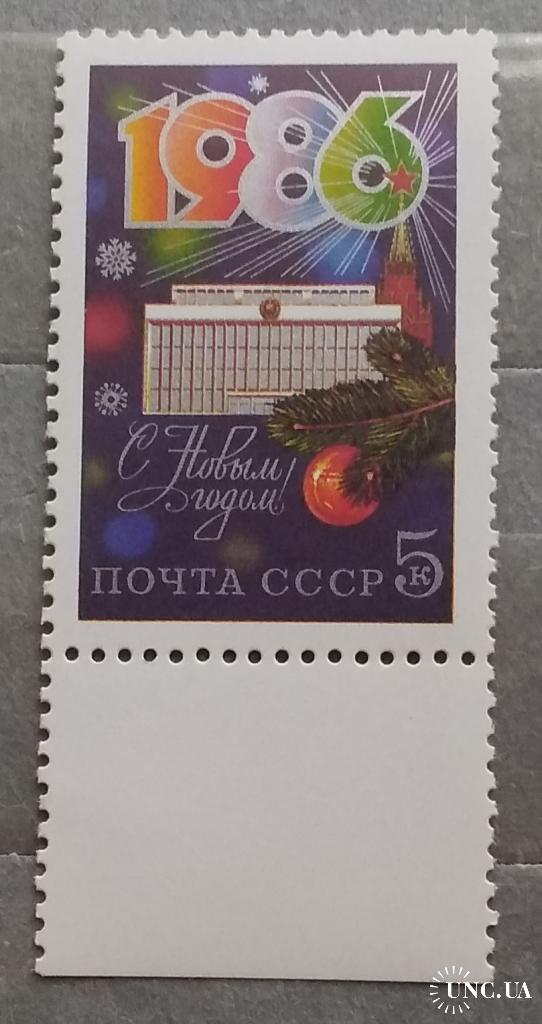 1986
С Новым
годом!
ПОЧТА СССР 5к
UNC.UA